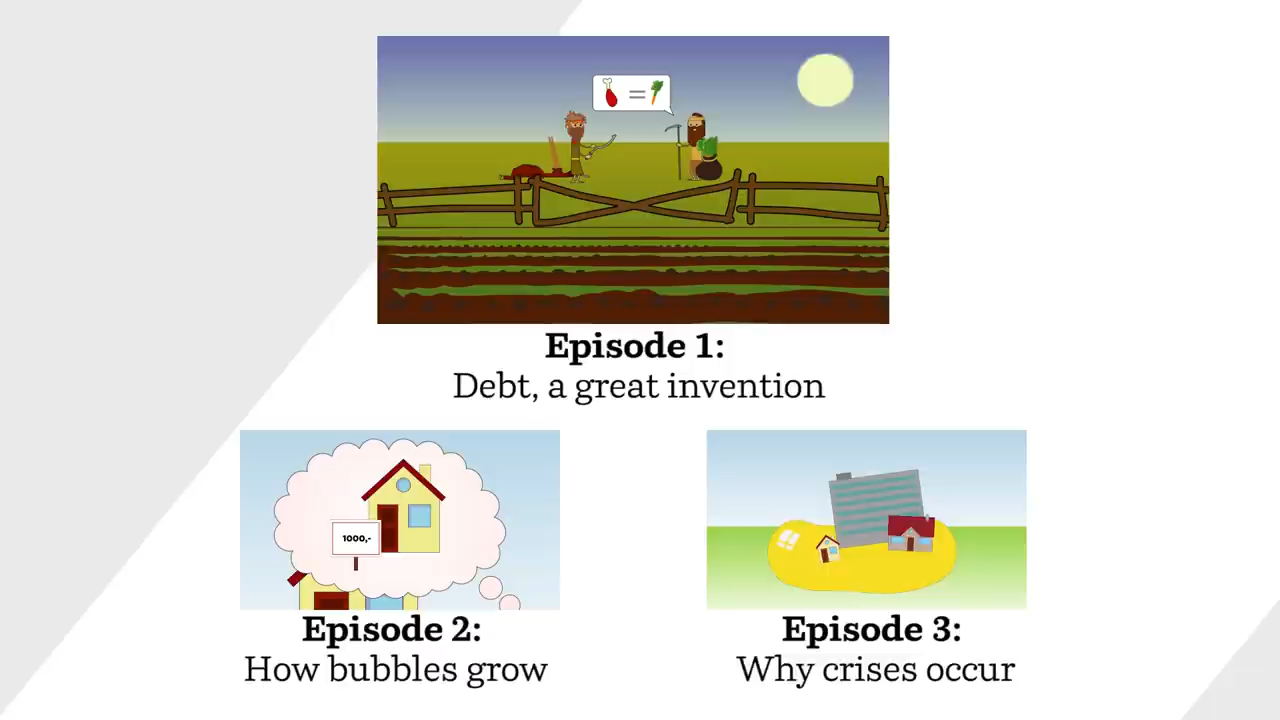 =
Episode 1:
Debt, a great invention
1000,-
Episode 2:
How bubbles grow
Episode 3:
Why crises occur